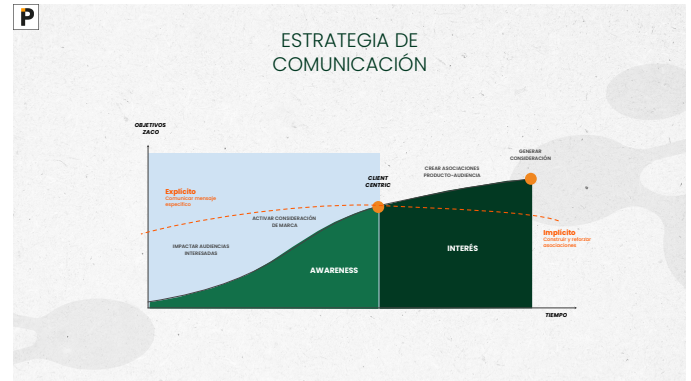 P
ESTRATEGIA DE
COMUNICACIÓN
OBJETIVOS
ZACO
GENERAR
CONSIDERACIÓN
CREAR ASOCIACIONES
PRODUCTO-AUDIENCIA
CLIENT
CENTRIC
Explícito
Comunicar mensaje
específico
ACTIVAR CONSIDERACIÓN
DE MARCA
Implícito
Construir y reforzar
asociaciones
IMPACTAR AUDIENCIAS
INTERESADAS
INTERÉS
AWARENESS
TIEMPO